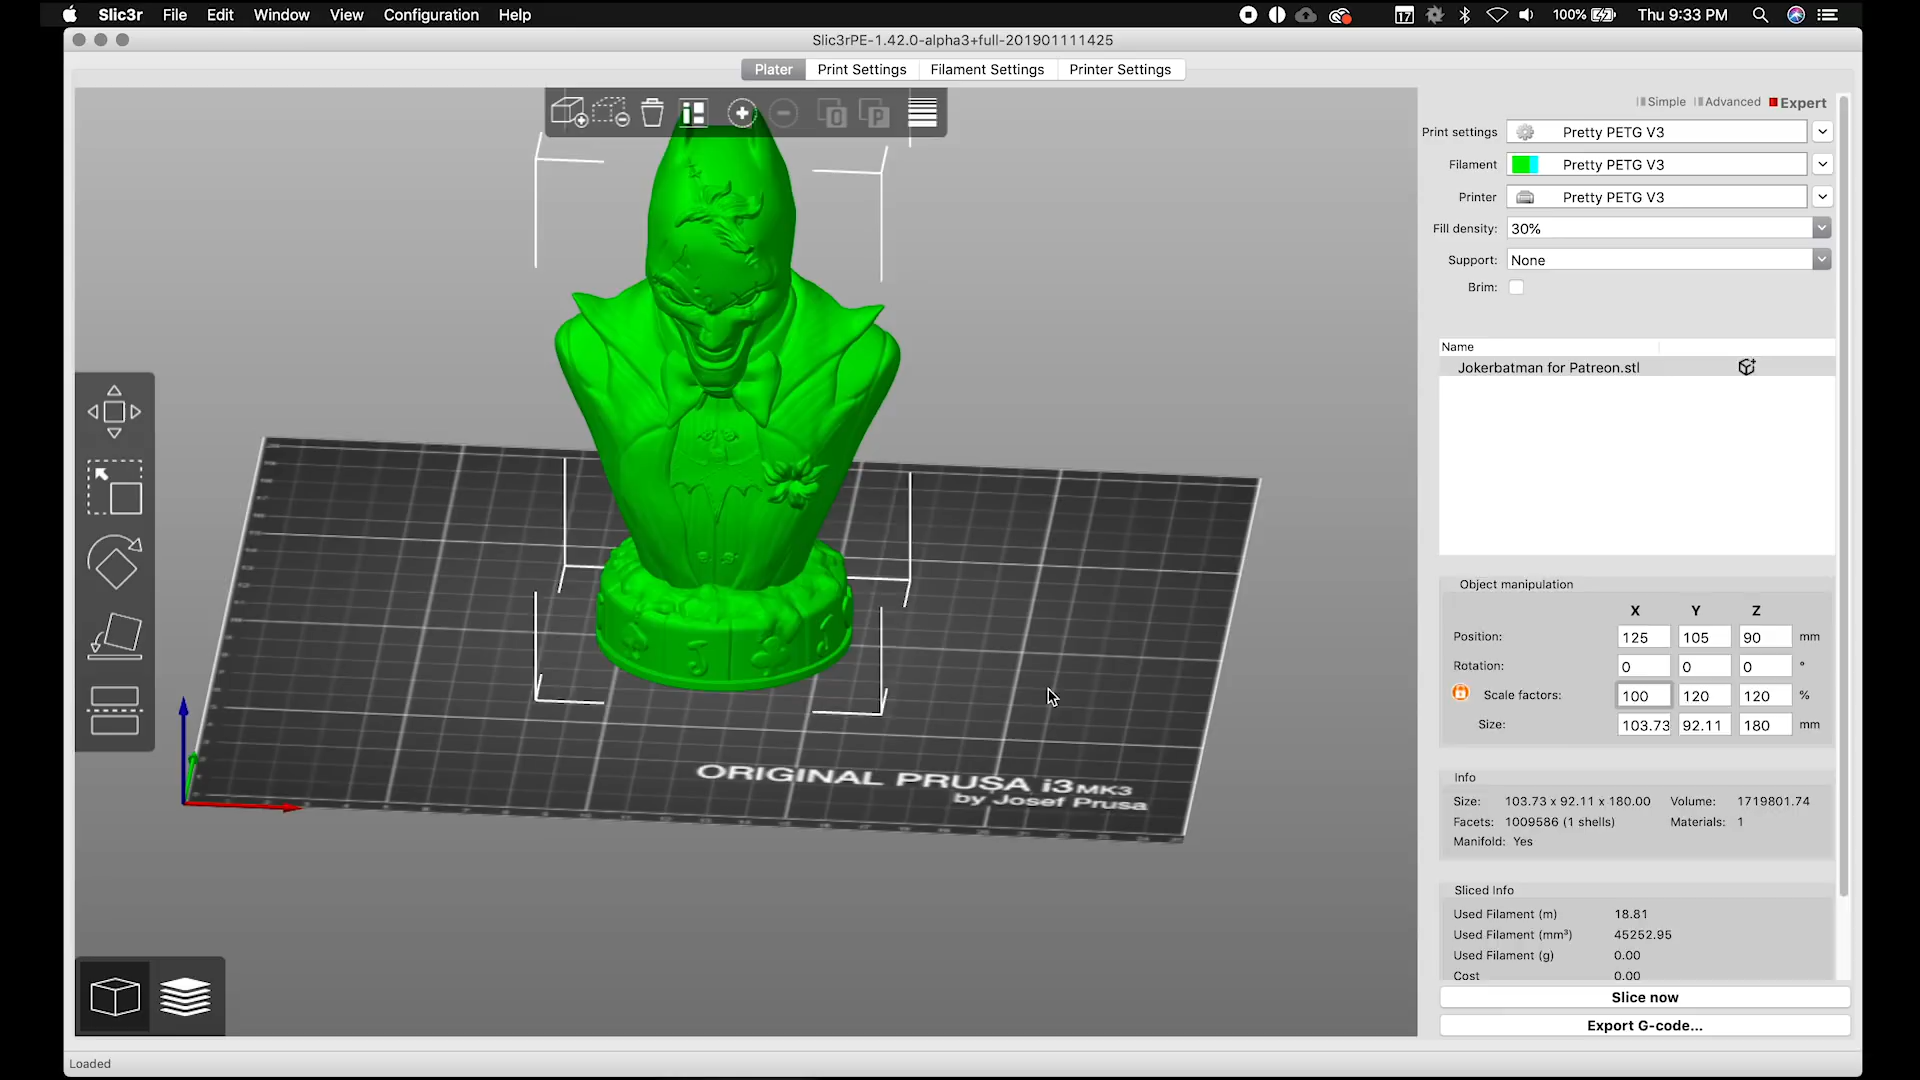 Slic3r File Edit Window View Configuration Help
17 100% Thu 9:33 PM
Slic3rPE-1.42.0-alpha3+full-201901111425
Plater Print Settings Filament Settings Printer Settings
Simple Advanced Expert
Print settings Pretty PETG V3
Filament Pretty PETG V3
Printer Pretty PETG V3
Fill density: 30%
Support: None
Brim:
Name
Jokerbatman for Patreon.stl
Object manipulation
X Y Z
Position: 125 105 90 mm
Rotation: 0 0 0 °
Scale factors: 100 120 120 %
Size: 103.73 92.11 180 mm
Info
Size: 103.73 x 92.11 x 180.00 Volume: 1719801.74
Facets: 1009586 (1 shells) Materials: 1
Manifold: Yes
Sliced Info
Used Filament (m) 18.81
Used Filament (mm³) 45252.95
Used Filament (g) 0.00
Cost 0.00
Slice now
Export G-code...
ORIGINAL PRUSA i3 MK3
by Josef Prusa
Loaded